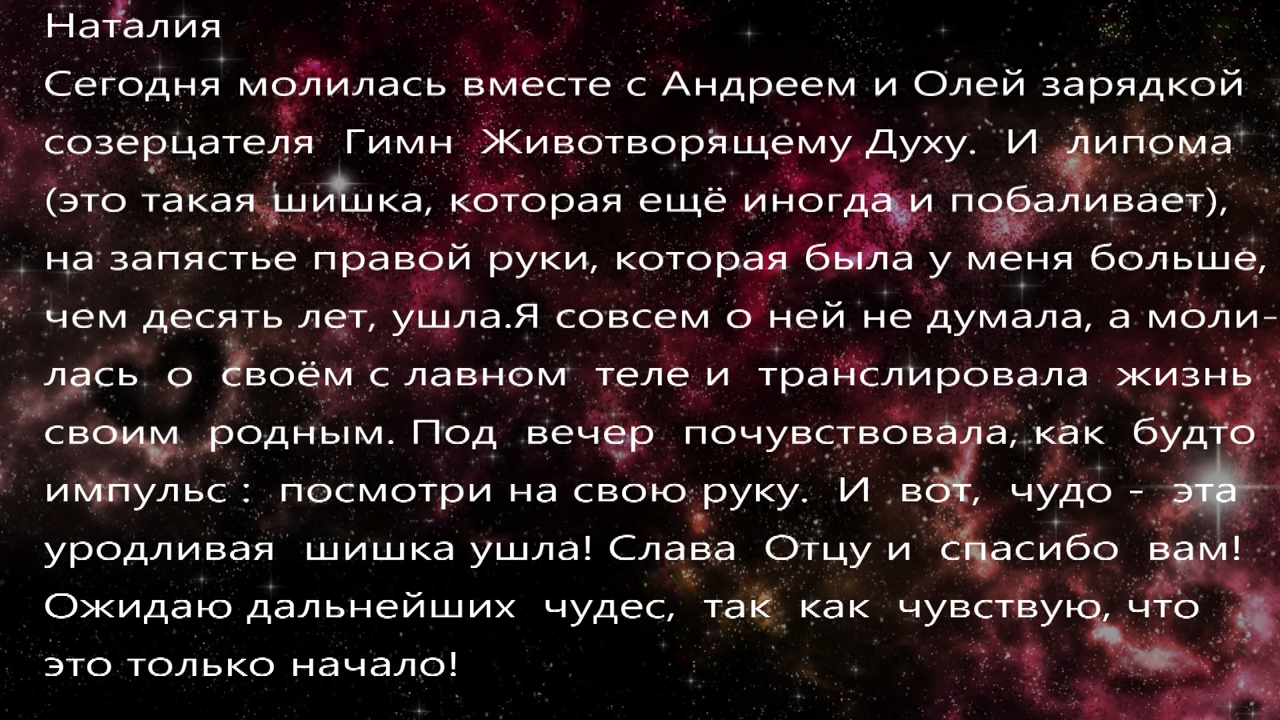 Наталия
Сегодня молилась вместе с Андреем и Олей зарядкой
созерцателя Гимн Животворящему Духу. И липома
(это такая шишка, которая ещё иногда и побаливает),
на запястье правой руки, которая была у меня больше,
чем десять лет, ушла.Я совсем о ней не думала, а моли-
лась о своём с лавном теле и транслировала жизнь
своим родным. Под вечер почувствовала, как будто
импульс : посмотри на свою руку. И вот, чудо - эта
уродливая шишка ушла! Слава Отцу и спасибо вам!
Ожидаю дальнейших чудес, так как чувствую, что
это только начало!